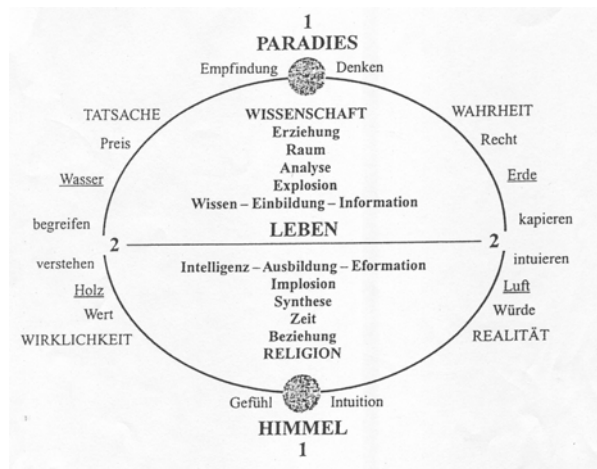 1
PARADIES
Empfindung Denken
TATSACHE WISSENSCHAFT WAHRHEIT
Preis Erziehung Recht
Raum
Wasser Analyse Erde
Explosion
Wissen – Einbildung – Information
begreifen LEBEN kapieren
2 2
verstehen Intelligenz – Ausbildung – Eformation intuieren
Holz Implosion Luft
Wert Synthese Würde
Zeit
WIRKLICHKEIT Beziehung REALITÄT
RELIGION
Gefühl Intuition
HIMMEL
1